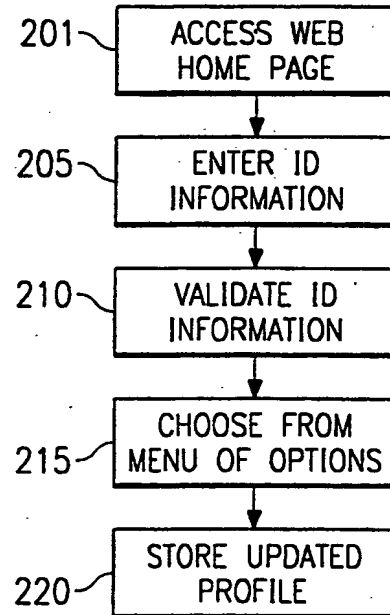 201
ACCESS WEB
HOME PAGE
205
ENTER ID
INFORMATION
210
VALIDATE ID
INFORMATION
215
CHOOSE FROM
MENU OF OPTIONS
220
STORE UPDATED
PROFILE